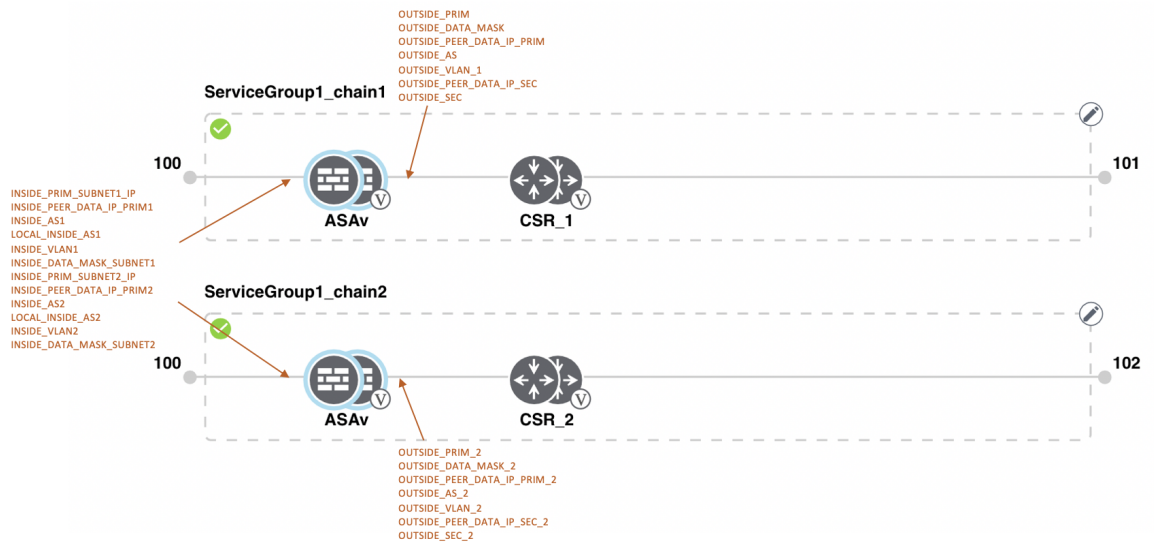 OUTSIDE_PRIM
OUTSIDE_DATA_MASK
OUTSIDE_PEER_DATA_IP_PRIM
OUTSIDE_AS
OUTSIDE_VLAN_1
OUTSIDE_PEER_DATA_IP_SEC
OUTSIDE_SEC
ServiceGroup1_chain1
100
101
V
V
ASAv
CSR_1
INSIDE_PRIM_SUBNET1_IP
INSIDE_PEER_DATA_IP_PRIM1
INSIDE_AS1
LOCAL_INSIDE_AS1
INSIDE_VLAN1
INSIDE_DATA_MASK_SUBNET1
INSIDE_PRIM_SUBNET2_IP
INSIDE_PEER_DATA_IP_PRIM2
INSIDE_AS2
LOCAL_INSIDE_AS2
INSIDE_VLAN2
INSIDE_DATA_MASK_SUBNET2
ServiceGroup1_chain2
100
102
V
V
ASAv
CSR_2
OUTSIDE_PRIM_2
OUTSIDE_DATA_MASK_2
OUTSIDE_PEER_DATA_IP_PRIM_2
OUTSIDE_AS_2
OUTSIDE_VLAN_2
OUTSIDE_PEER_DATA_IP_SEC_2
OUTSIDE_SEC_2